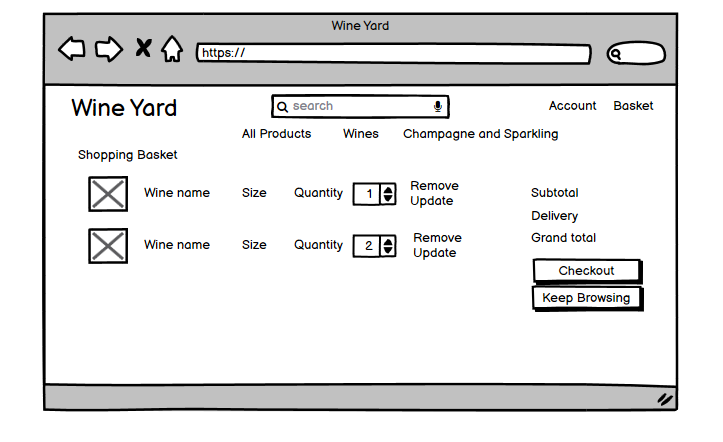 Wine Yard
https://
Wine Yard
search
Account Basket
All Products Wines Champagne and Sparkling
Shopping Basket
Wine name Size Quantity 1 Remove
Update
Wine name Size Quantity 2 Remove
Update
Subtotal
Delivery
Grand total
Checkout
Keep Browsing